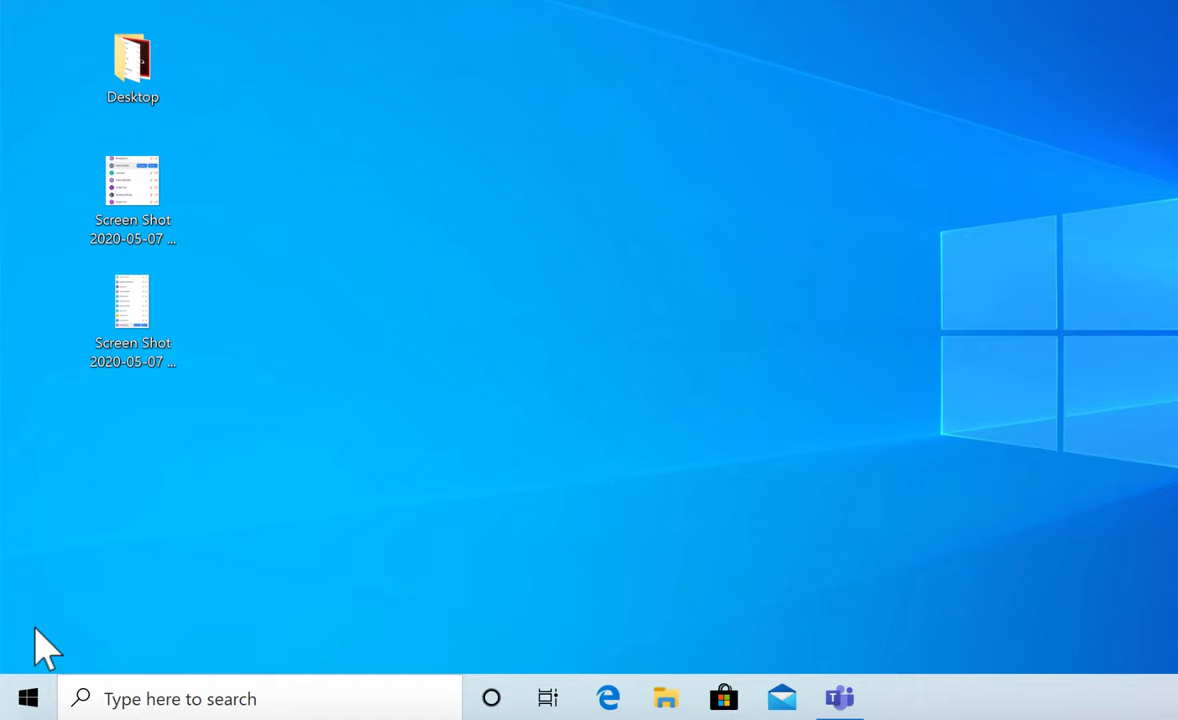 Desktop
Screen Shot
2020-05-07 ...
Screen Shot
2020-05-07 ...
Type here to search